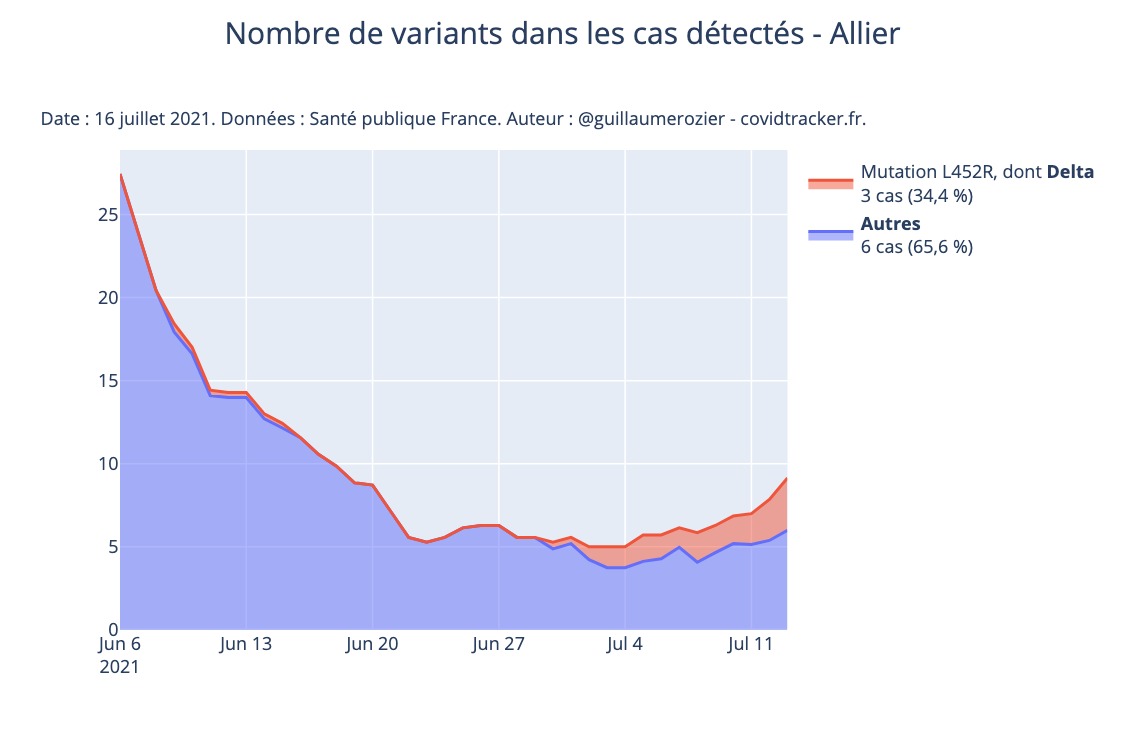 Nombre de variants dans les cas détectés - Allier
Date : 16 juillet 2021. Données : Santé publique France. Auteur : @guillaumerozier - covidtracker.fr.
Mutation L452R, dont Delta
3 cas (34,4 %)
Autres
6 cas (65,6 %)
25
20
15
10
5
0
Jun 6
2021
Jun 13
Jun 20
Jun 27
Jul 4
Jul 11